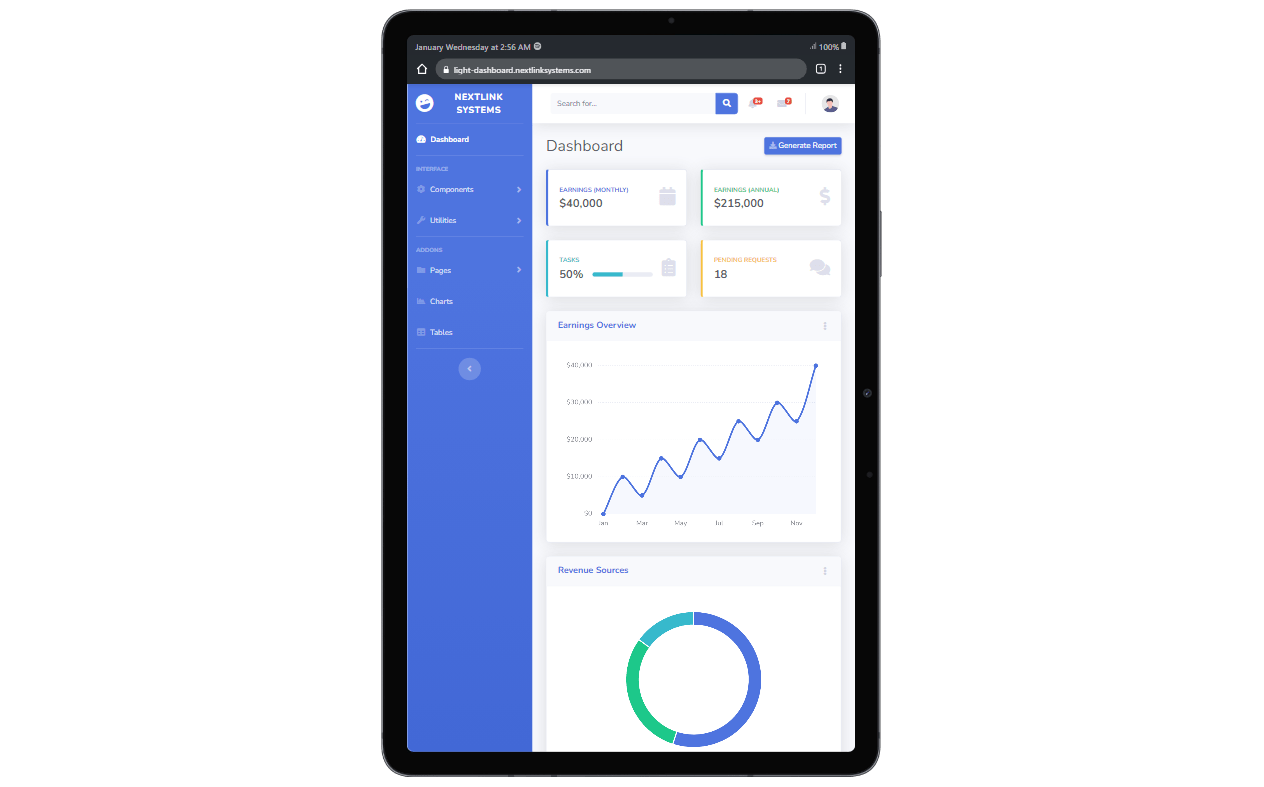 January Wednesday at 2:56 AM
100%
light-dashboard.nextlinksystems.com
1
NEXTLINK
SYSTEMS
Search for...
3+
7
Dashboard
INTERFACE
Components
Utilities
ADDONS
Pages
Charts
Tables
Dashboard
Generate Report
EARNINGS (MONTHLY)
$40,000
EARNINGS (ANNUAL)
$215,000
TASKS
50%
PENDING REQUESTS
18
Earnings Overview
$40,000
$30,000
$20,000
$10,000
$0
Jan Mar May Jul Sep Nov
Revenue Sources